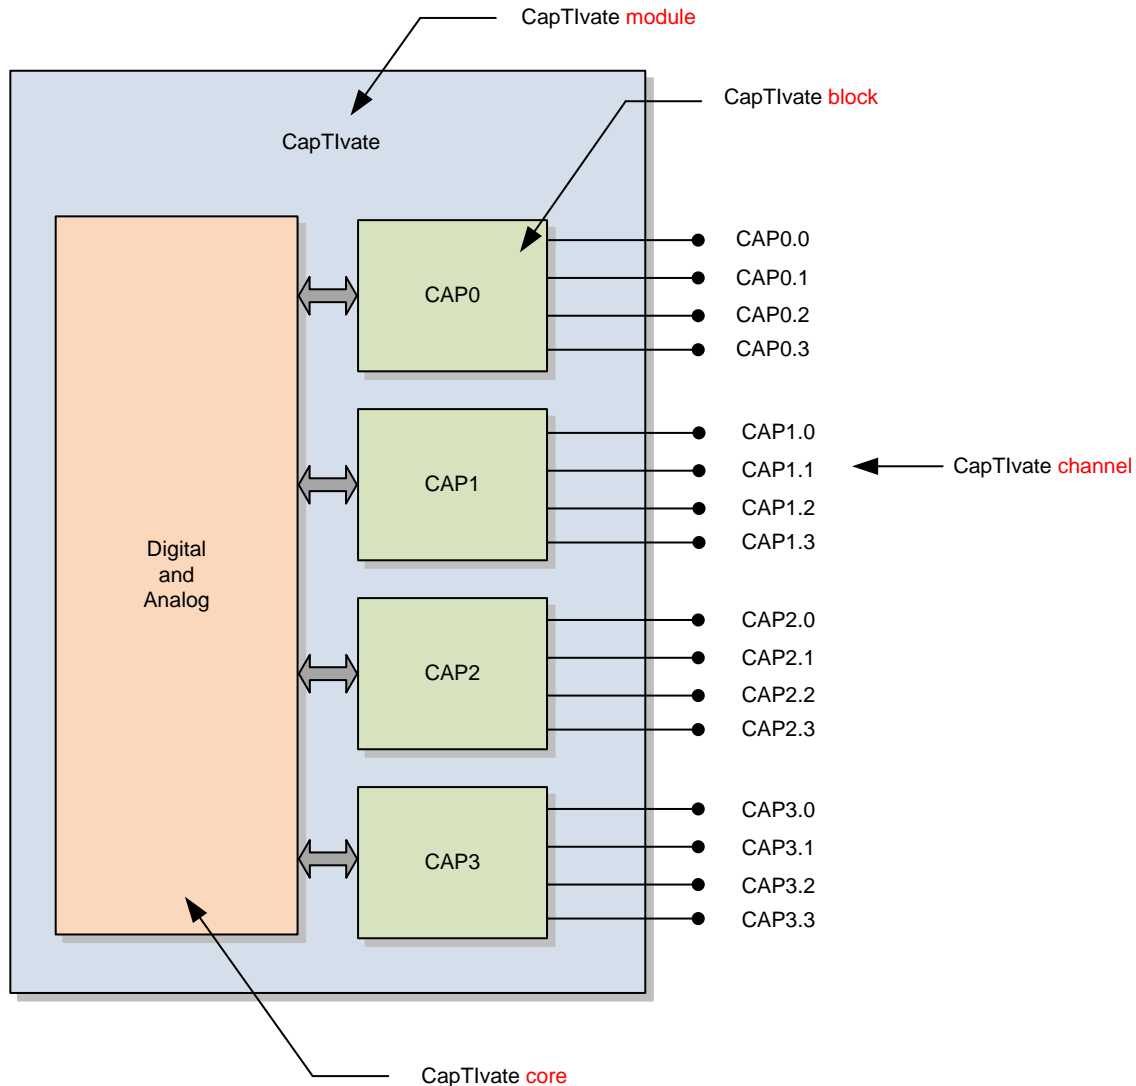 CapTIvate module
CapTIvate block
CapTIvate
CAP0
CAP0.0
CAP0.1
CAP0.2
CAP0.3
CAP1
CAP1.0
CAP1.1
CAP1.2
CAP1.3
CapTIvate channel
Digital
and
Analog
CAP2
CAP2.0
CAP2.1
CAP2.2
CAP2.3
CAP3
CAP3.0
CAP3.1
CAP3.2
CAP3.3
CapTIvate core